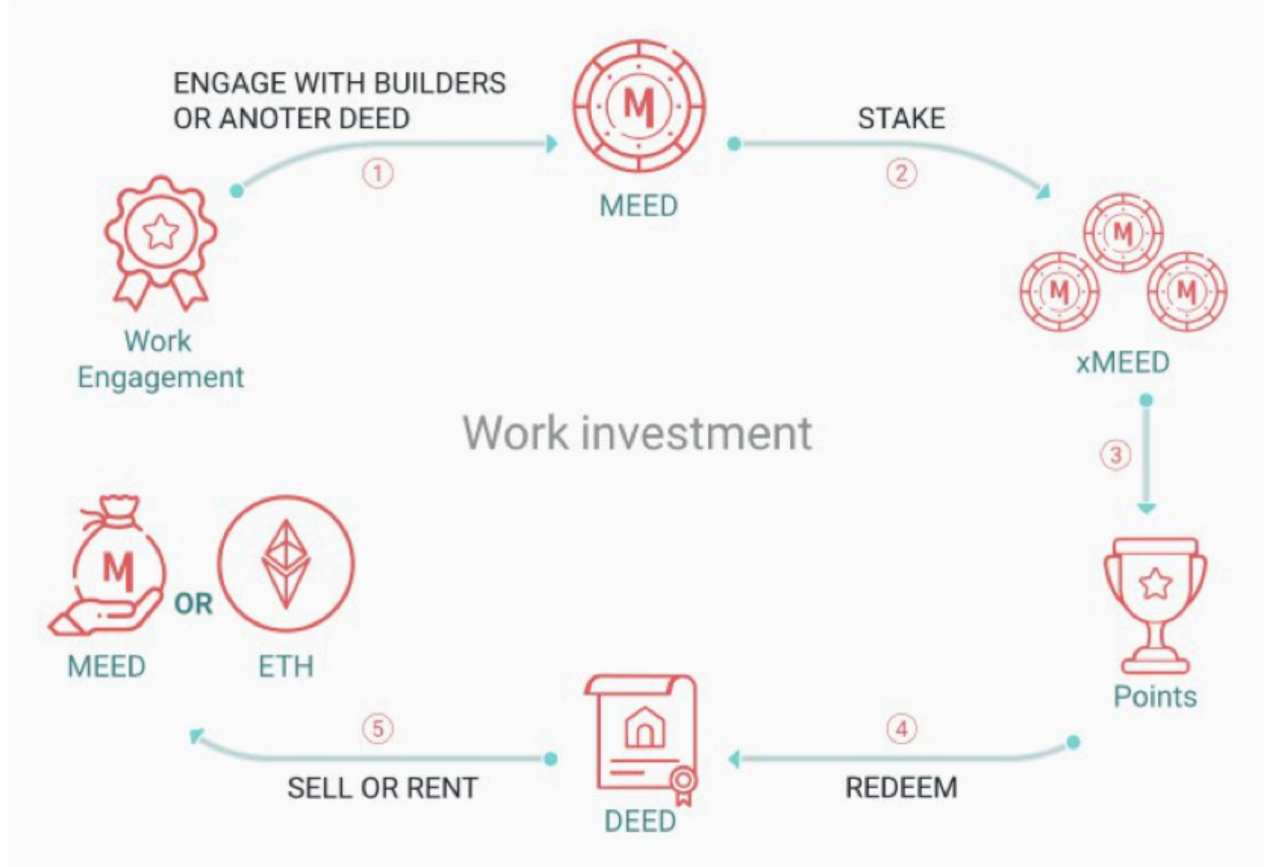 ENGAGE WITH BUILDERS
OR ANOTER DEED
①
M
MEED
STAKE
②
M
M
M
xMEED
Work
Engagement
Work investment
③
M
OR
MEED
ETH
Points
⑤
SELL OR RENT
DEED
④
REDEEM